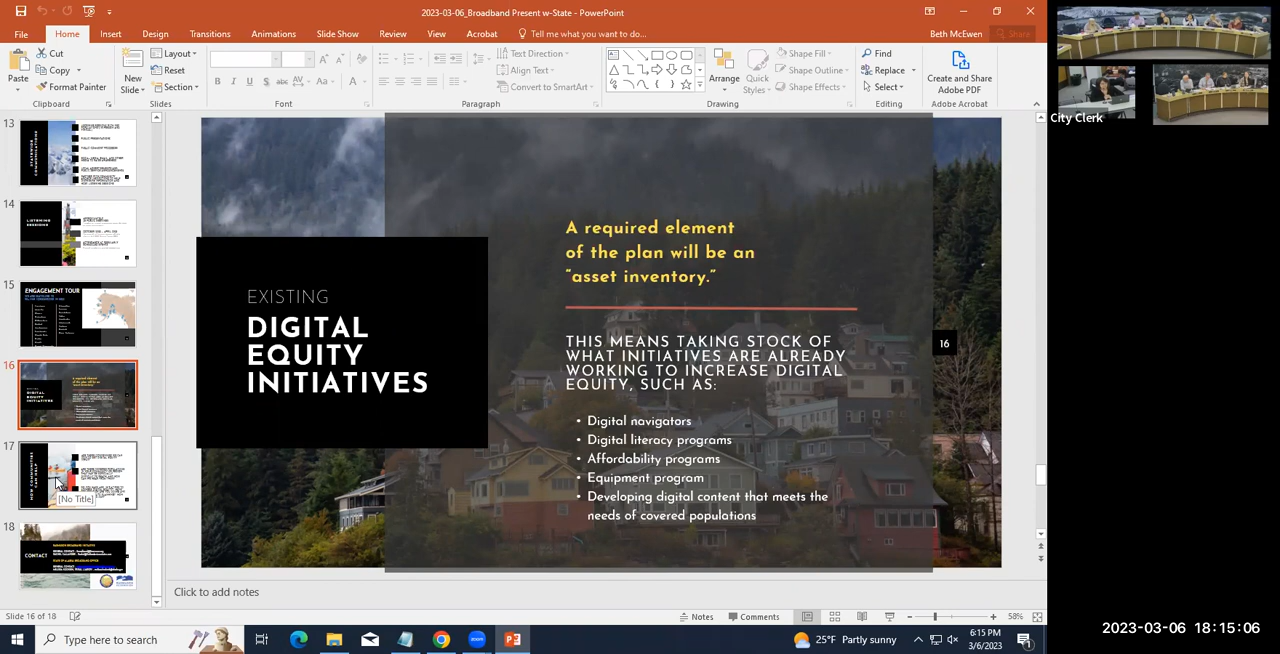 2023-03-06_Broadband Present w-State - PowerPoint
File Home Insert Design Transitions Animations Slide Show Review View Acrobat Tell me what you want to do... Beth McEwen Share
Paste
Cut
Copy
Format Painter
Clipboard
New Slide
Layout
Reset
Section
Slides
B I U S abc AV Aa A
Font
Text Direction
Align Text
Convert to SmartArt
Paragraph
Arrange
Quick Styles
Shape Fill
Shape Outline
Shape Effects
Drawing
Find
Replace
Select
Editing
Create and Share Adobe PDF
Adobe Acrobat
13
14
LISTENING SESSIONS
15
ENGAGEMENT TOUR
16
17
[No Title]
18
CONTACT
EXISTING
DIGITAL
EQUITY
INITIATIVES
A required element
of the plan will be an
“asset inventory.”
THIS MEANS TAKING STOCK OF
WHAT INITIATIVES ARE ALREADY
WORKING TO INCREASE DIGITAL
EQUITY, SUCH AS:
• Digital navigators
• Digital literacy programs
• Affordability programs
• Equipment program
• Developing digital content that meets the
needs of covered populations
16
Click to add notes
Slide 16 of 18
Notes
Comments
58%
Type here to search
zoom
25°F Partly sunny
6:15 PM
3/6/2023
1
City Clerk
2023-03-06 18:15:06